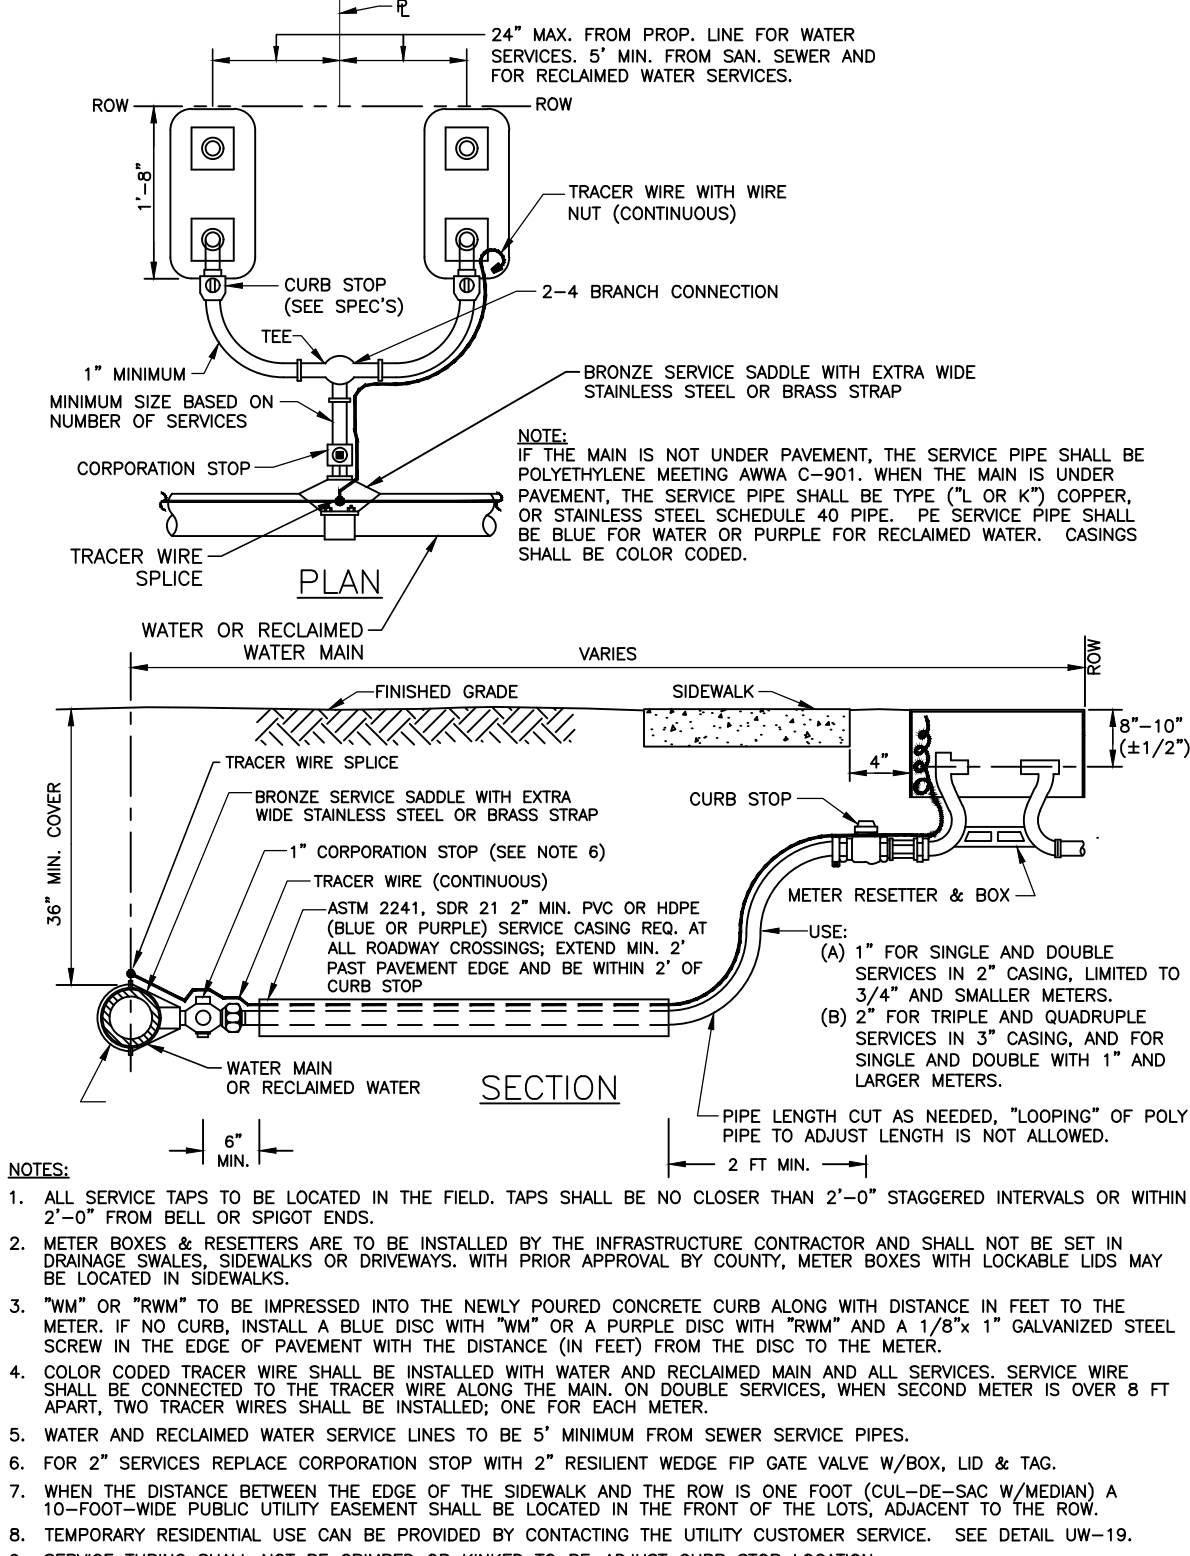 PL
24" MAX. FROM PROP. LINE FOR WATER
SERVICES. 5' MIN. FROM SAN. SEWER AND
FOR RECLAIMED WATER SERVICES.
ROW
ROW
1'-8"
TRACER WIRE WITH WIRE
NUT (CONTINUOUS)
CURB STOP
(SEE SPEC'S)
2-4 BRANCH CONNECTION
TEE
1" MINIMUM
BRONZE SERVICE SADDLE WITH EXTRA WIDE
STAINLESS STEEL OR BRASS STRAP
MINIMUM SIZE BASED ON
NUMBER OF SERVICES
CORPORATION STOP
NOTE:
IF THE MAIN IS NOT UNDER PAVEMENT, THE SERVICE PIPE SHALL BE
POLYETHYLENE MEETING AWWA C-901. WHEN THE MAIN IS UNDER
PAVEMENT, THE SERVICE PIPE SHALL BE TYPE ("L OR K") COPPER,
OR STAINLESS STEEL SCHEDULE 40 PIPE. PE SERVICE PIPE SHALL
BE BLUE FOR WATER OR PURPLE FOR RECLAIMED WATER. CASINGS
SHALL BE COLOR CODED.
TRACER WIRE
SPLICE
PLAN
WATER OR RECLAIMED
WATER MAIN
VARIES
ROW
FINISHED GRADE
SIDEWALK
8"-10"
(±1/2")
4"
36" MIN. COVER
TRACER WIRE SPLICE
BRONZE SERVICE SADDLE WITH EXTRA
WIDE STAINLESS STEEL OR BRASS STRAP
CURB STOP
1" CORPORATION STOP (SEE NOTE 6)
TRACER WIRE (CONTINUOUS)
METER RESETTER & BOX
ASTM 2241, SDR 21 2" MIN. PVC OR HDPE
(BLUE OR PURPLE) SERVICE CASING REQ. AT
ALL ROADWAY CROSSINGS; EXTEND MIN. 2'
PAST PAVEMENT EDGE AND BE WITHIN 2' OF
CURB STOP
USE:
(A) 1" FOR SINGLE AND DOUBLE
SERVICES IN 2" CASING, LIMITED TO
3/4" AND SMALLER METERS.
(B) 2" FOR TRIPLE AND QUADRUPLE
SERVICES IN 3" CASING, AND FOR
SINGLE AND DOUBLE WITH 1" AND
LARGER METERS.
WATER MAIN
OR RECLAIMED WATER
SECTION
PIPE LENGTH CUT AS NEEDED, "LOOPING" OF POLY
PIPE TO ADJUST LENGTH IS NOT ALLOWED.
6"
MIN.
2 FT MIN.
NOTES:
1. ALL SERVICE TAPS TO BE LOCATED IN THE FIELD. TAPS SHALL BE NO CLOSER THAN 2'-0" STAGGERED INTERVALS OR WITHIN
2'-0" FROM BELL OR SPIGOT ENDS.
2. METER BOXES & RESETTERS ARE TO BE INSTALLED BY THE INFRASTRUCTURE CONTRACTOR AND SHALL NOT BE SET IN
DRAINAGE SWALES, SIDEWALKS OR DRIVEWAYS. WITH PRIOR APPROVAL BY COUNTY, METER BOXES WITH LOCKABLE LIDS MAY
BE LOCATED IN SIDEWALKS.
3. "WM" OR "RWM" TO BE IMPRESSED INTO THE NEWLY POURED CONCRETE CURB ALONG WITH DISTANCE IN FEET TO THE
METER. IF NO CURB, INSTALL A BLUE DISC WITH "WM" OR A PURPLE DISC WITH "RWM" AND A 1/8"x 1" GALVANIZED STEEL
SCREW IN THE EDGE OF PAVEMENT WITH THE DISTANCE (IN FEET) FROM THE DISC TO THE METER.
4. COLOR CODED TRACER WIRE SHALL BE INSTALLED WITH WATER AND RECLAIMED MAIN AND ALL SERVICES. SERVICE WIRE
SHALL BE CONNECTED TO THE TRACER WIRE ALONG THE MAIN. ON DOUBLE SERVICES, WHEN SECOND METER IS OVER 8 FT
APART, TWO TRACER WIRES SHALL BE INSTALLED; ONE FOR EACH METER.
5. WATER AND RECLAIMED WATER SERVICE LINES TO BE 5' MINIMUM FROM SEWER SERVICE PIPES.
6. FOR 2" SERVICES REPLACE CORPORATION STOP WITH 2" RESILIENT WEDGE FIP GATE VALVE W/BOX, LID & TAG.
7. WHEN THE DISTANCE BETWEEN THE EDGE OF THE SIDEWALK AND THE ROW IS ONE FOOT (CUL-DE-SAC W/MEDIAN) A
10-FOOT-WIDE PUBLIC UTILITY EASEMENT SHALL BE LOCATED IN THE FRONT OF THE LOTS, ADJACENT TO THE ROW.
8. TEMPORARY RESIDENTIAL USE CAN BE PROVIDED BY CONTACTING THE UTILITY CUSTOMER SERVICE. SEE DETAIL UW-19.